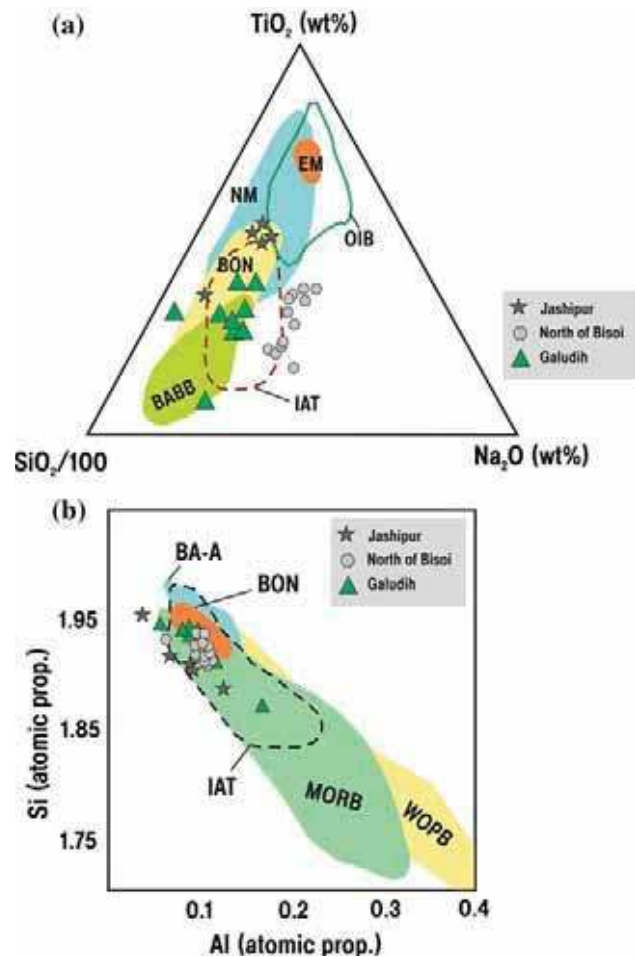 (a)
TiO₂ (wt%)
EM
NM
OIB
BON
BABB
IAT
SiO₂/100
Na₂O (wt%)
Jashipur
North of Bisoi
Galudih
(b)
BA-A
BON
Jashipur
North of Bisoi
Galudih
1.95
1.85
1.75
Si (atomic prop.)
IAT
MORB
WOPB
0.1 0.2 0.3 0.4
Al (atomic prop.)